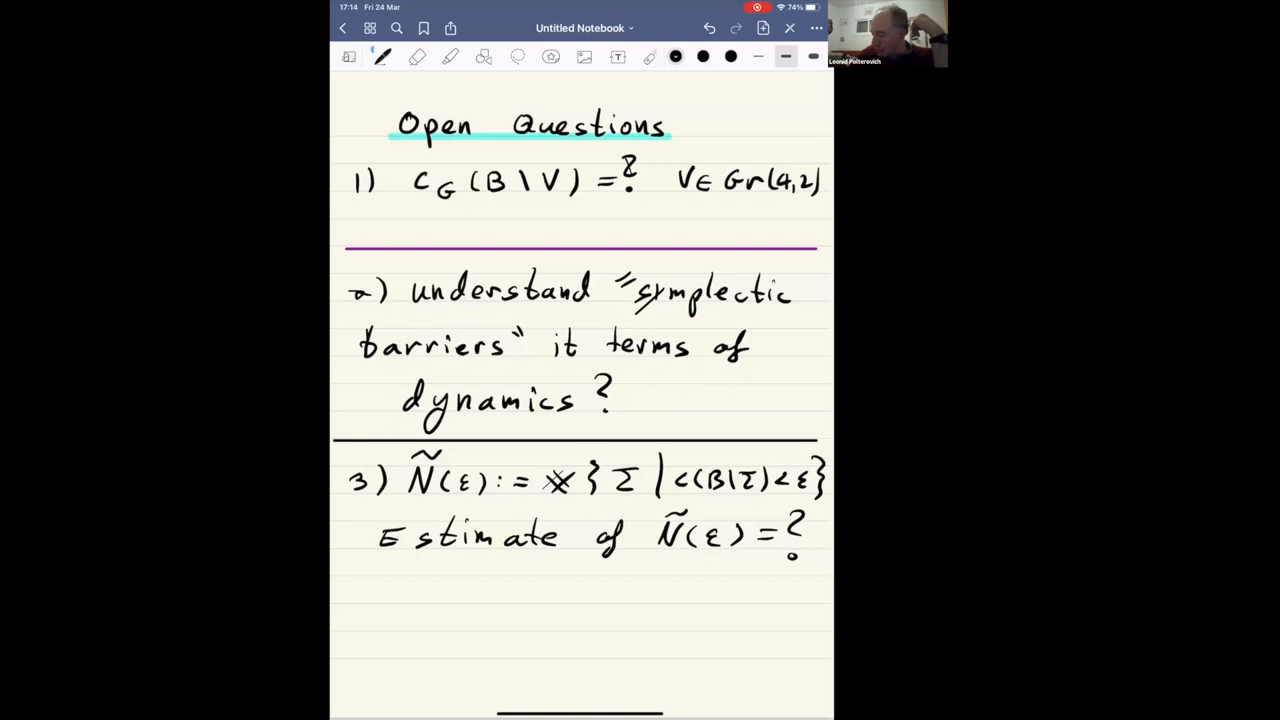 17:14 Fri 24 Mar
74%
Untitled Notebook
Leonid Polterovich
Open Questions
1) C_G (B \ V) = ? V ∈ Gr(4,2)
2) understand "symplectic
barriers" it terms of
dynamics ?
3) Ñ(ε) := # { Σ | c(B\Σ) < ε}
Estimate of Ñ(ε) = ?